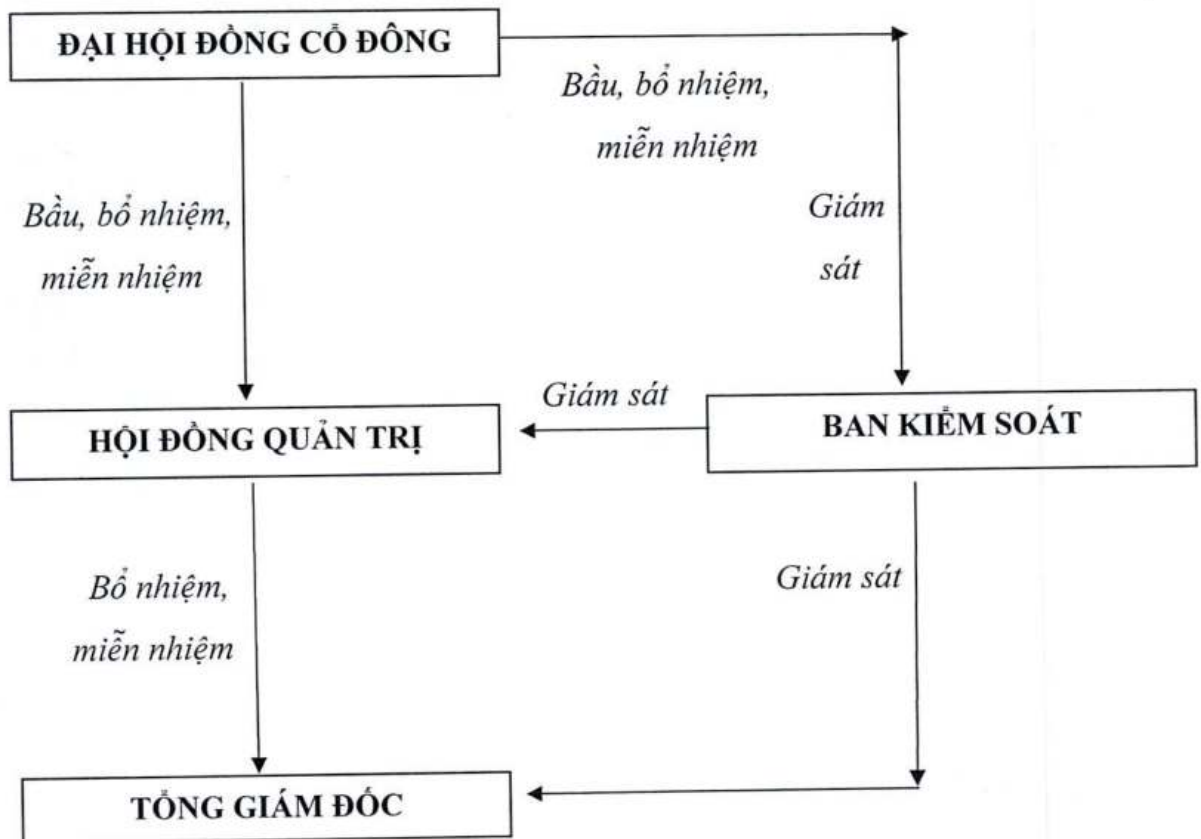 ĐẠI HỘI ĐỒNG CỔ ĐÔNG
Bầu, bổ nhiệm,
miễn nhiệm
Bầu, bổ nhiệm,
miễn nhiệm
Giám
sát
HỘI ĐỒNG QUẢN TRỊ
Giám sát
BAN KIỂM SOÁT
Bổ nhiệm,
miễn nhiệm
Giám sát
TỔNG GIÁM ĐỐC